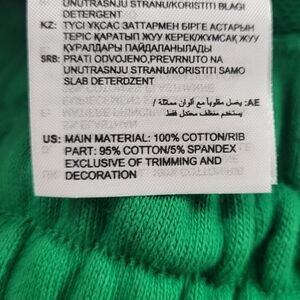 UNUTRAŠNJU STRANU/KORISTITI BLAGI
DETERGENT
KZ: ТҮСІ ҰҚСАС ЗАТТАРМЕН БІРГЕ АСТАРЫН
ТЕРІС ҚАРАТЫП ЖУУ КЕРЕК/ЖҰМСАҚ ЖУУ
ҚҰРАЛДАРЫ ПАЙДАЛАНЫЛАДЫ
SRB: PRATI ODVOJENO,PREVRNUTO NA
UNUTRASNJU STRANU/KORISTITI SAMO
SLAB DETERDZENT
AE: يغسل مقلوباً مع ألوان مماثلة /
يستخدم منظف معتدل فقط
US: MAIN MATERIAL: 100% COTTON/RIB
PART: 95% COTTON/5% SPANDEX
EXCLUSIVE OF TRIMMING AND
DECORATION